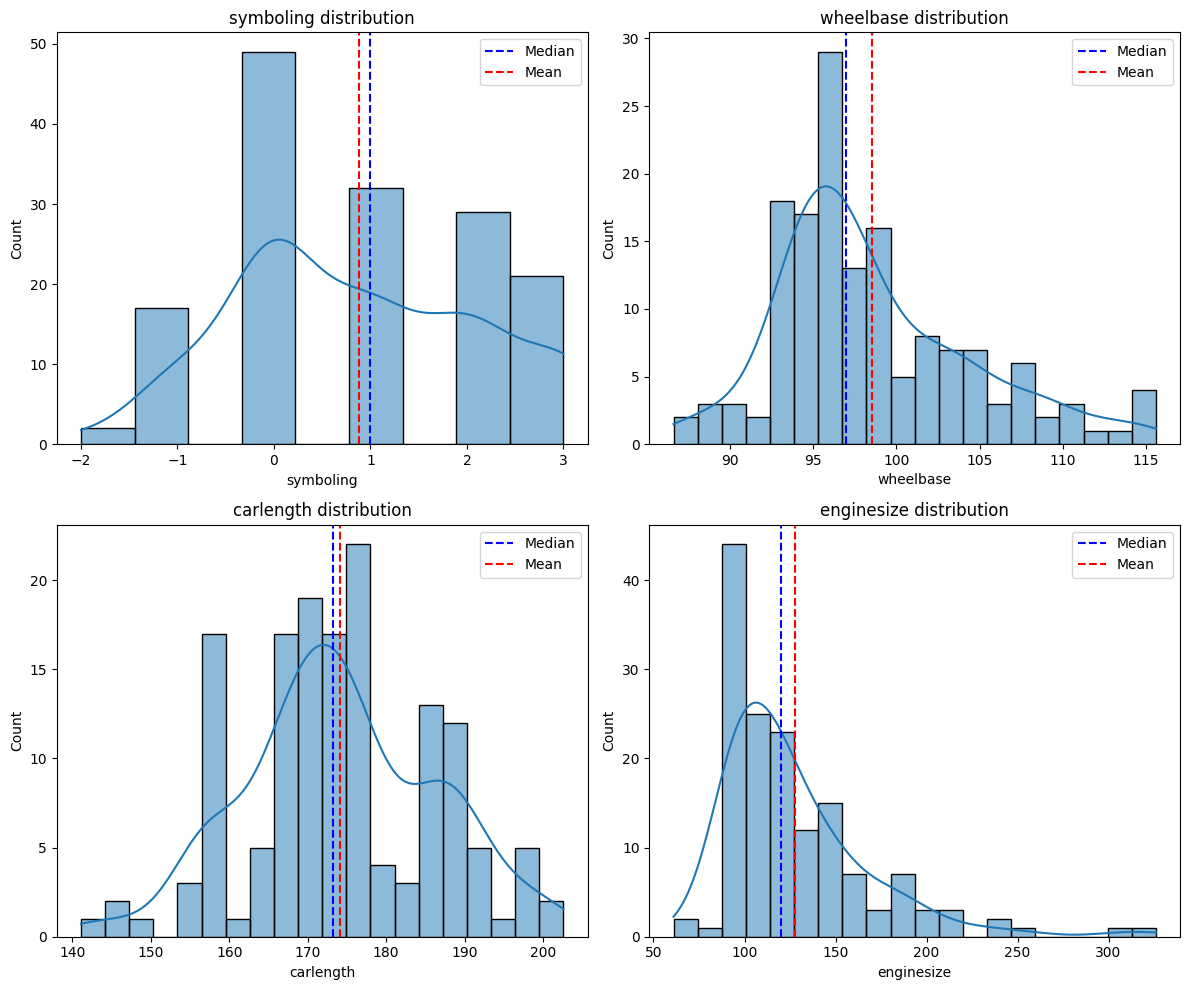 symboling distribution
50
40
30
20
10
0
Count
Median
Mean
−2
−1
0
1
2
3
symboling
wheelbase distribution
30
25
20
15
10
5
0
Count
Median
Mean
90
95
100
105
110
115
wheelbase
carlength distribution
20
15
10
5
0
Count
Median
Mean
140
150
160
170
180
190
200
carlength
enginesize distribution
40
30
20
10
0
Count
Median
Mean
50
100
150
200
250
300
enginesize